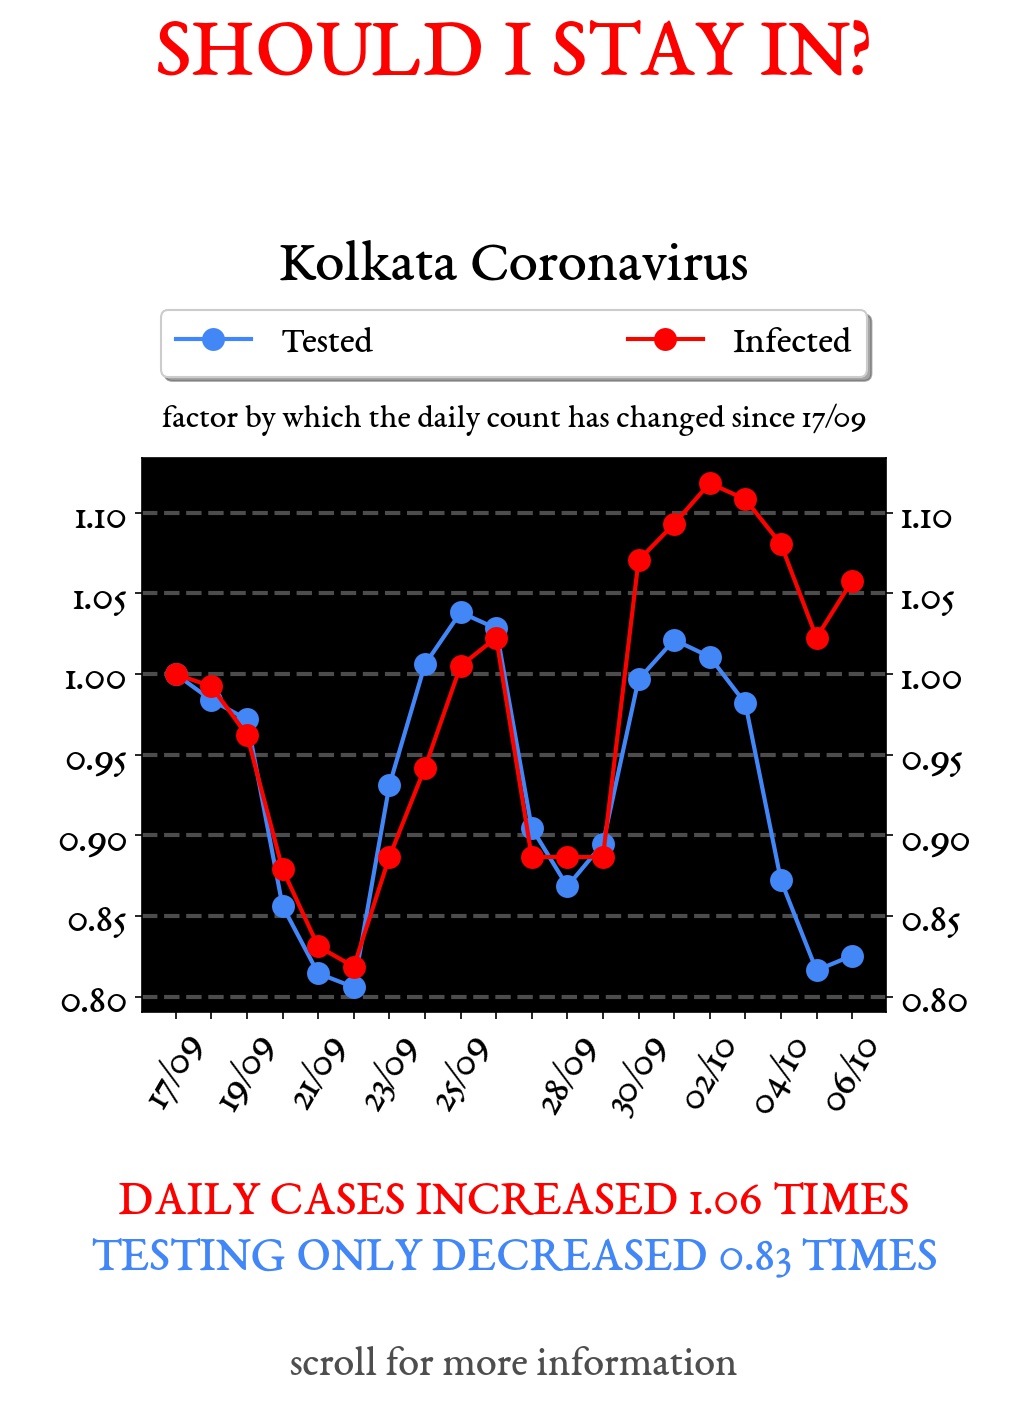 SHOULD I STAY IN?
Kolkata Coronavirus
Tested Infected
factor by which the daily count has changed since 17/09
1.10 1.10
1.05 1.05
1.00 1.00
0.95 0.95
0.90 0.90
0.85 0.85
0.80 0.80
17/09 19/09 21/09 23/09 25/09 28/09 30/09 02/10 04/10 06/10
DAILY CASES INCREASED 1.06 TIMES
TESTING ONLY DECREASED 0.83 TIMES
scroll for more information